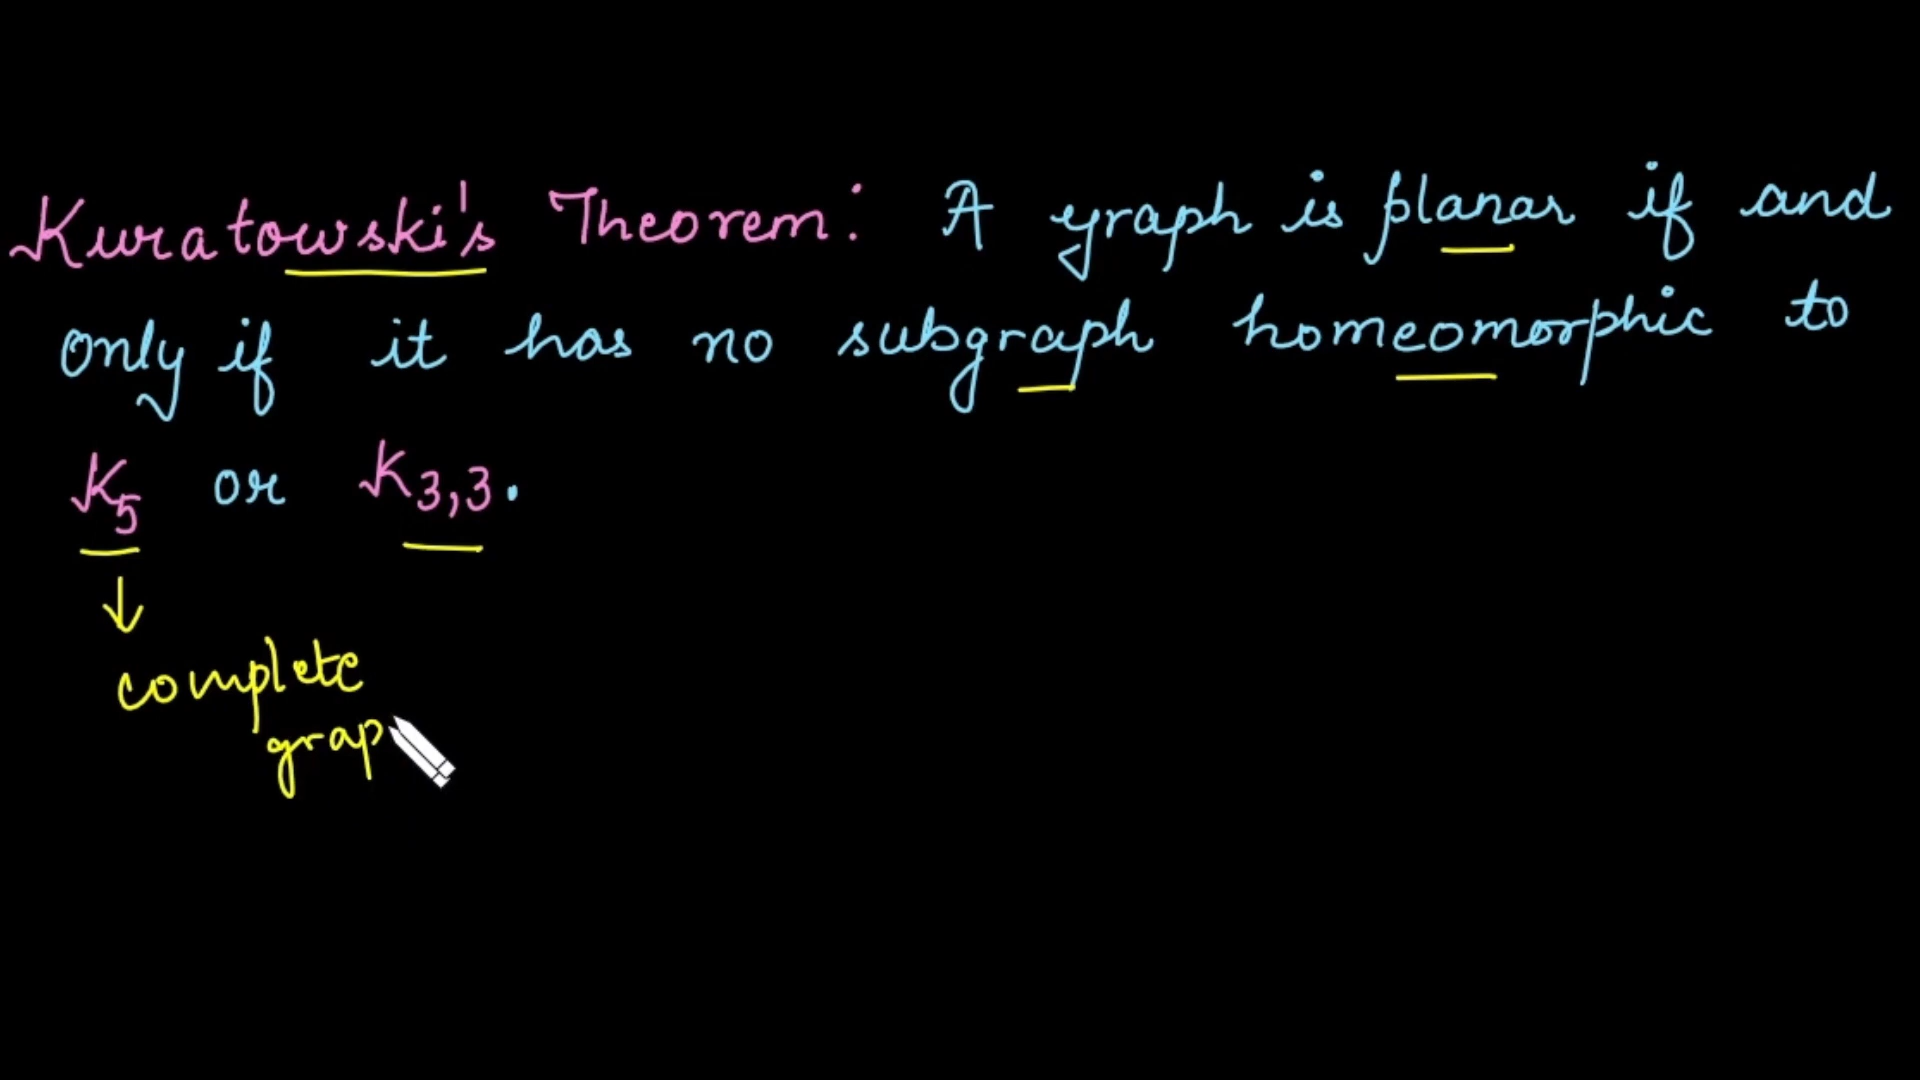 Kuratowski's Theorem: A graph is planar if and
only if it has no subgraph homeomorphic to
K5 or K3,3.
↓
complete
grap